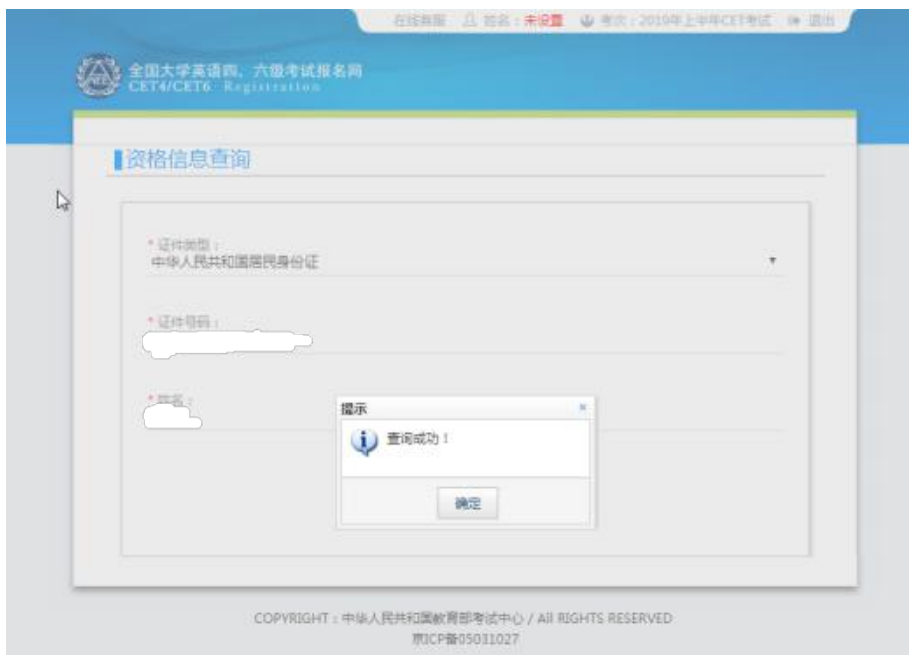 在线客服 姓名：未设置 考次：2019年上半年CET考试 退出
全国大学英语四、六级考试报名网
CET4/CET6 Registration
资格信息查询
* 证件类型：
中华人民共和国居民身份证
* 证件号码：
* 姓名：
提示
查询成功！
确定
COPYRIGHT：中华人民共和国教育部考试中心 / All RIGHTS RESERVED
京ICP备05031027